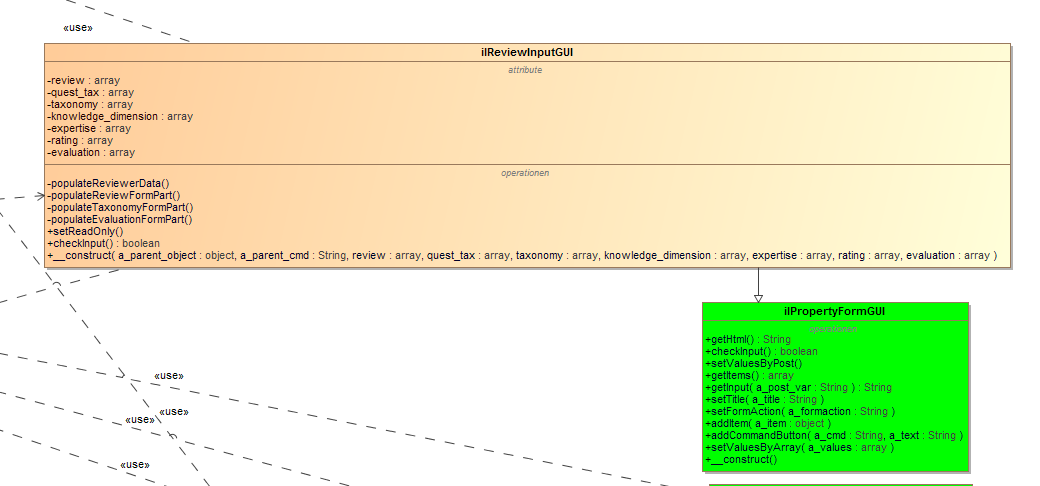 «use»
ilReviewInputGUI
attribute
-review : array
-quest_tax : array
-taxonomy : array
-knowledge_dimension : array
-expertise : array
-rating : array
-evaluation : array
operationen
-populateReviewerData()
-populateReviewFormPart()
-populateTaxonomyFormPart()
-populateEvaluationFormPart()
+setReadOnly()
+checkInput() : boolean
+__construct( a_parent_object : object, a_parent_cmd : String, review : array, quest_tax : array, taxonomy : array, knowledge_dimension : array, expertise : array, rating : array, evaluation : array )
ilPropertyFormGUI
operationen
+getHtml() : String
+checkInput() : boolean
+setValuesByPost()
+getItems() : array
+getInput( a_post_var : String ) : String
+setTitle( a_title : String )
+setFormAction( a_formaction : String )
+addItem( a_item : object )
+addCommandButton( a_cmd : String, a_text : String )
+setValuesByArray( a_values : array )
+__construct()
«use»
«use»
«use»
«use»